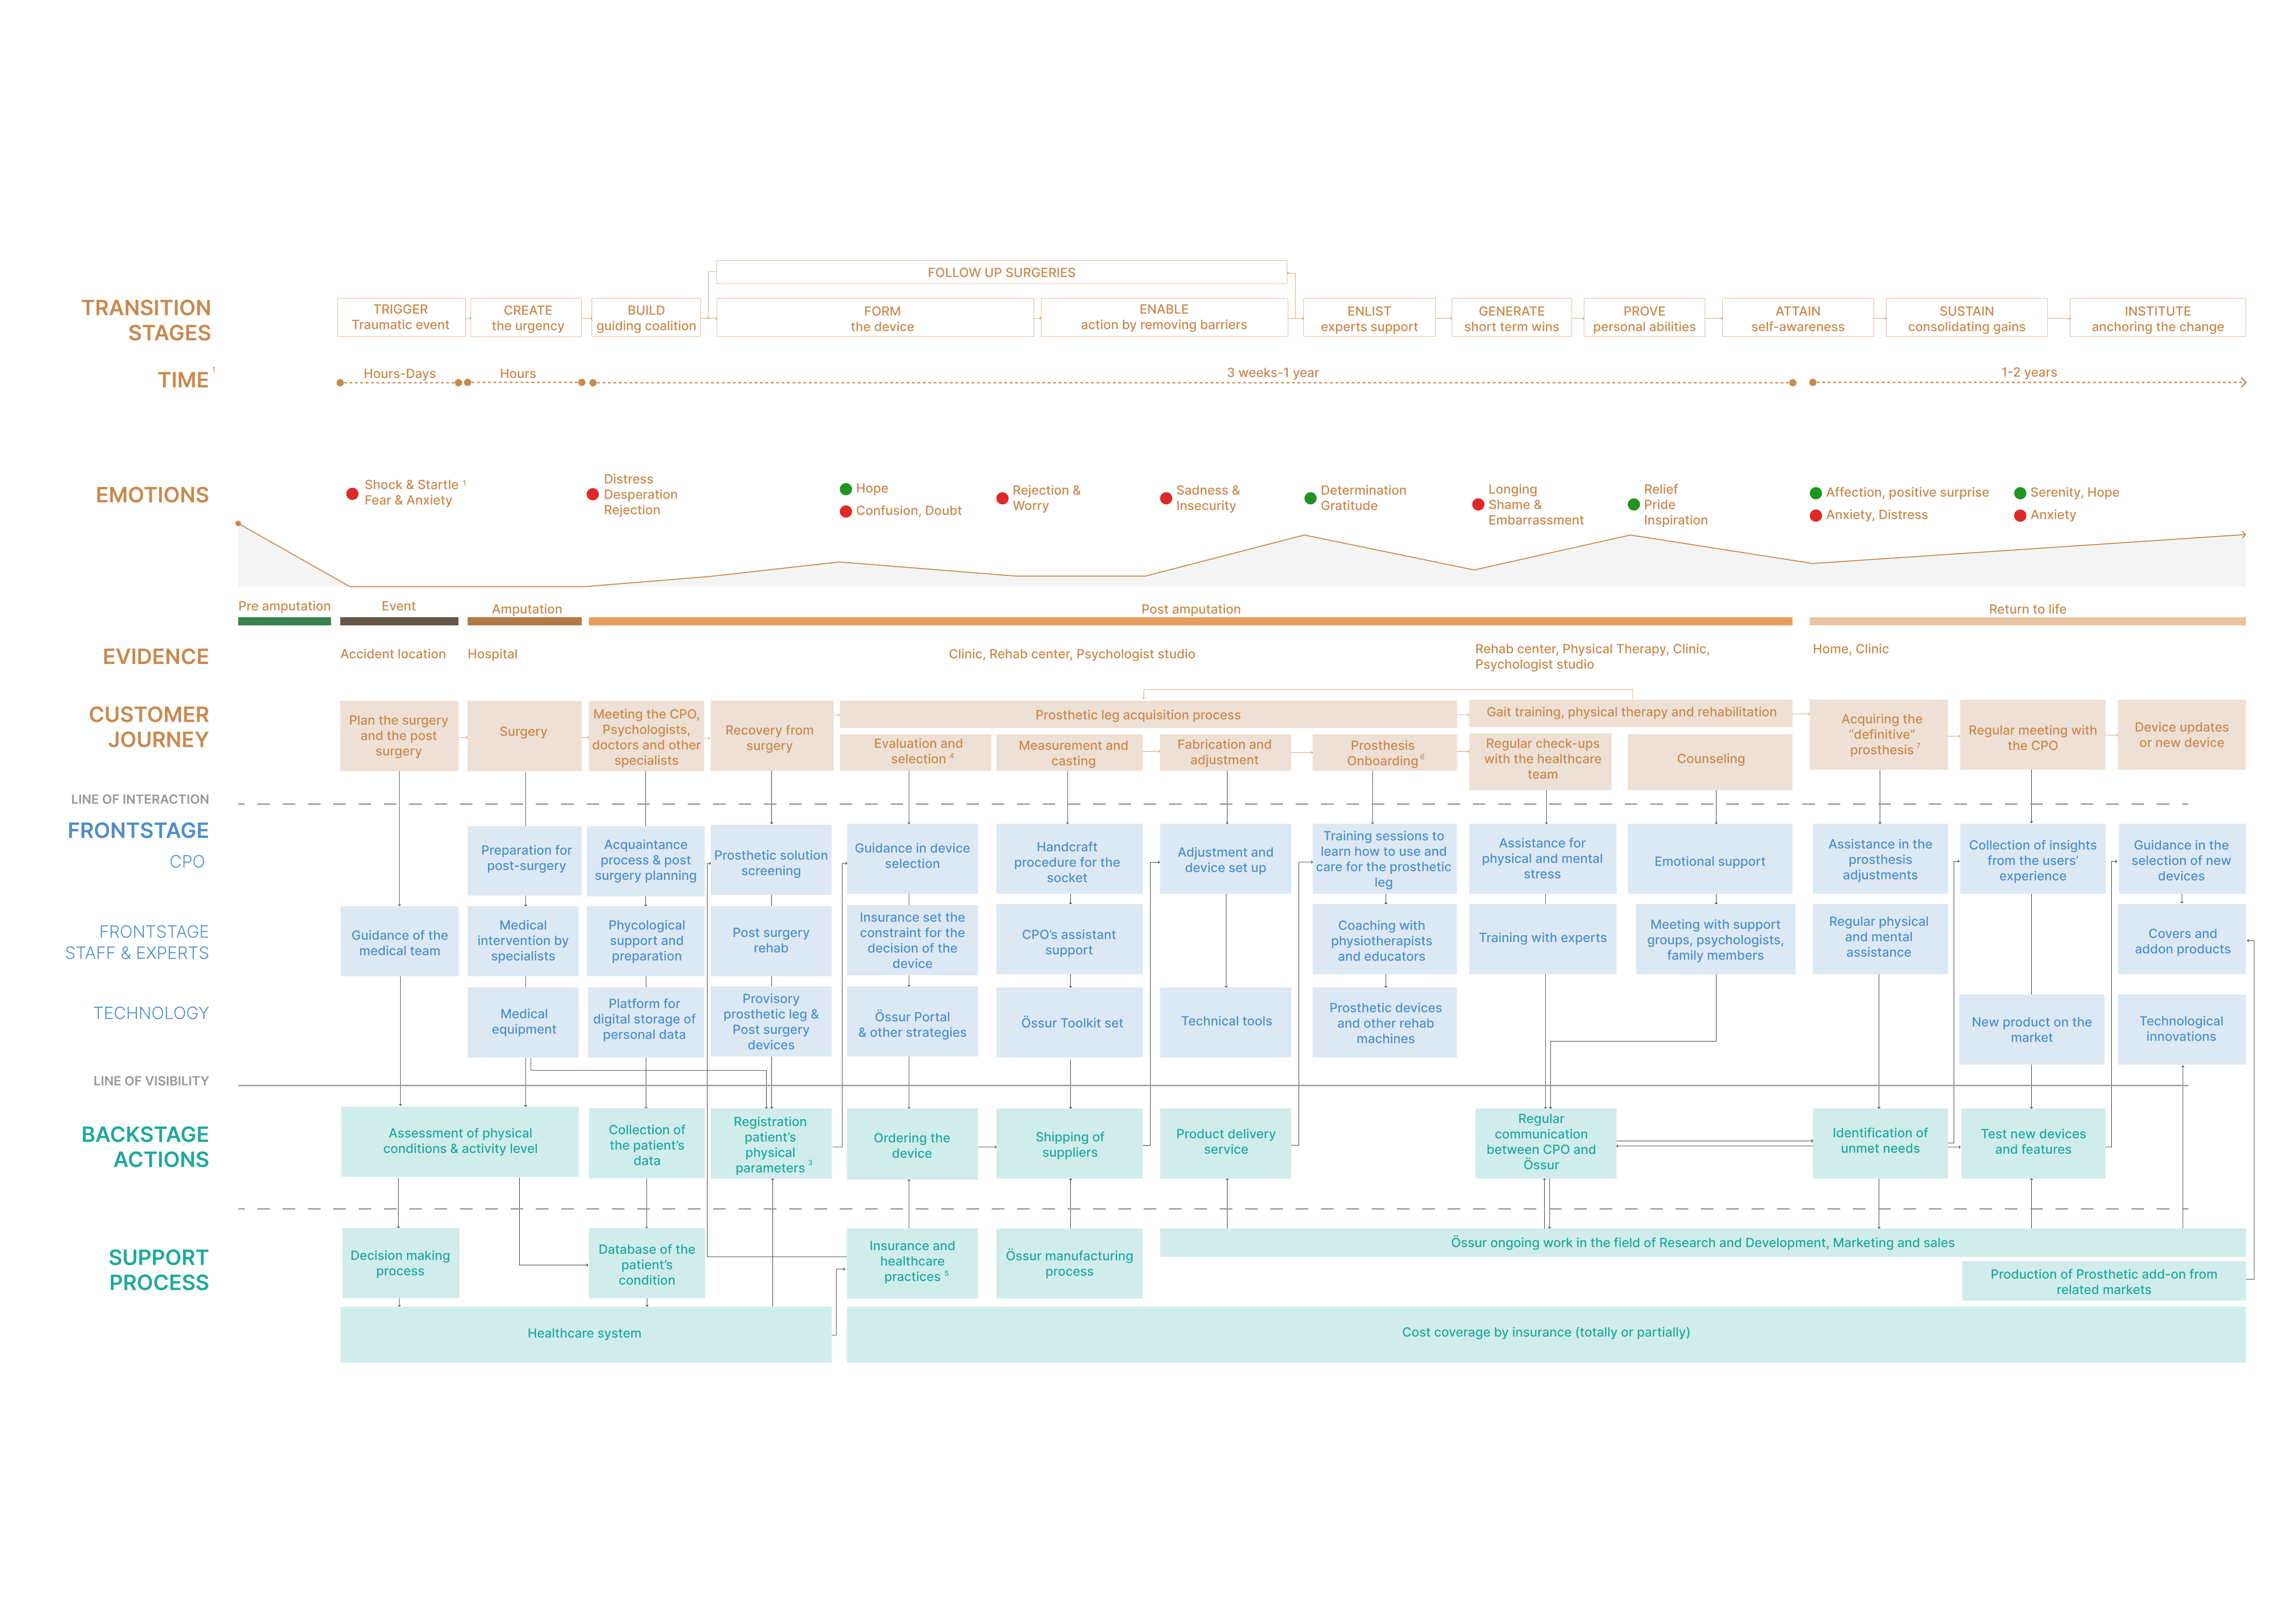 FOLLOW UP SURGERIES
TRANSITION
STAGES
TRIGGER
Traumatic event
CREATE
the urgency
BUILD
guiding coalition
FORM
the device
ENABLE
action by removing barriers
ENLIST
experts support
GENERATE
short term wins
PROVE
personal abilities
ATTAIN
self-awareness
SUSTAIN
consolidating gains
INSTITUTE
anchoring the change
TIME 1
Hours-Days
Hours
3 weeks-1 year
1-2 years
EMOTIONS
Shock & Startle 1
Fear & Anxiety
Distress
Desperation
Rejection
Hope
Confusion, Doubt
Rejection &
Worry
Sadness &
Insecurity
Determination
Gratitude
Longing
Shame &
Embarrassment
Relief
Pride
Inspiration
Affection, positive surprise
Anxiety, Distress
Serenity, Hope
Anxiety
Pre amputation
Event
Amputation
Post amputation
Return to life
EVIDENCE
Accident location
Hospital
Clinic, Rehab center, Psychologist studio
Rehab center, Physical Therapy, Clinic,
Psychologist studio
Home, Clinic
CUSTOMER
JOURNEY
Plan the surgery
and the post
surgery
Surgery
Meeting the CPO,
Psychologists,
doctors and other
specialists
Recovery from
surgery
Prosthetic leg acquisition process
Evaluation and
selection 4
Measurement and
casting
Fabrication and
adjustment
Prosthesis
Onboarding 6
Gait training, physical therapy and rehabilitation
Regular check-ups
with the healthcare
team
Counseling
Acquiring the
“definitive”
prosthesis 7
Regular meeting with
the CPO
Device updates
or new device
LINE OF INTERACTION
FRONTSTAGE
CPO
Preparation for
post-surgery
Acquaintance
process & post
surgery planning
Prosthetic solution
screening
Guidance in device
selection
Handcraft
procedure for the
socket
Adjustment and
device set up
Training sessions to
learn how to use and
care for the prosthetic
leg
Assistance for
physical and mental
stress
Emotional support
Assistance in the
prosthesis
adjustments
Collection of insights
from the users’
experience
Guidance in the
selection of new
devices
FRONTSTAGE
STAFF & EXPERTS
Guidance of the
medical team
Medical
intervention by
specialists
Phycological
support and
preparation
Post surgery
rehab
Insurance set the
constraint for the
decision of the
device
CPO’s assistant
support
Coaching with
physiotherapists
and educators
Training with experts
Meeting with support
groups, psychologists,
family members
Regular physical
and mental
assistance
Covers and
addon products
TECHNOLOGY
Medical
equipment
Platform for
digital storage of
personal data
Provisory
prosthetic leg &
Post surgery
devices
Össur Portal
& other strategies
Össur Toolkit set
Technical tools
Prosthetic devices
and other rehab
machines
New product on the
market
Technological
innovations
LINE OF VISIBILITY
BACKSTAGE
ACTIONS
Assessment of physical
conditions & activity level
Collection of
the patient’s
data
Registration
patient’s
physical
parameters 3
Ordering the
device
Shipping of
suppliers
Product delivery
service
Regular
communication
between CPO and
Össur
Identification of
unmet needs
Test new devices
and features
SUPPORT
PROCESS
Decision making
process
Database of the
patient’s
condition
Insurance and
healthcare
practices 5
Össur manufacturing
process
Össur ongoing work in the field of Research and Development, Marketing and sales
Production of Prosthetic add-on from
related markets
Healthcare system
Cost coverage by insurance (totally or partially)